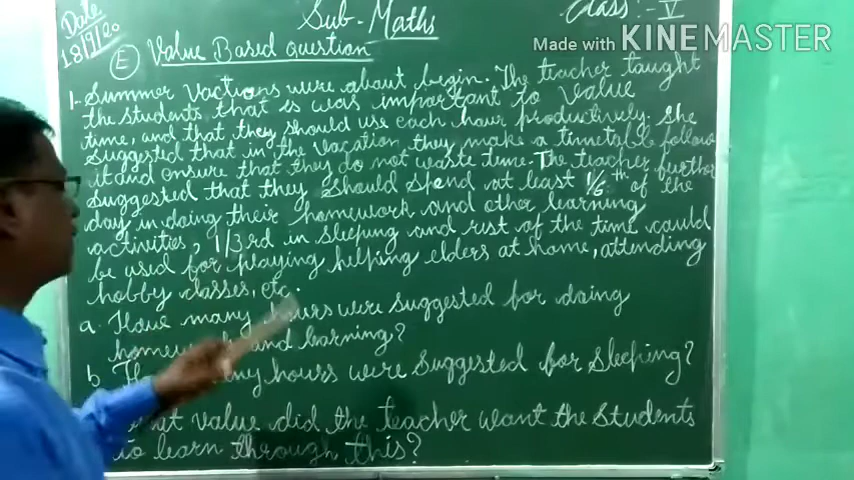 Date
18/9/20
Sub-Maths
Class:-V
Made with KINEMASTER
(E) Value Based question
1- Summer vactions were about begin. The teacher taught
the students that is was important to value
time, and that they should use each hour productively. She
suggested that in the vacation they make a timetable follow
it and ensure that they do not waste time. The teacher further
suggested that they should spend at least 1/6th of the
day in doing their homework and other learning
activities, 1/3rd in sleeping and rest of the time could
be used for playing helping elders at home, attending
hobby classes, etc.
a. Have many hours were suggested for doing
and learning?
b. many hours were suggested for sleeping?
value did the teacher want the students
to learn through this?